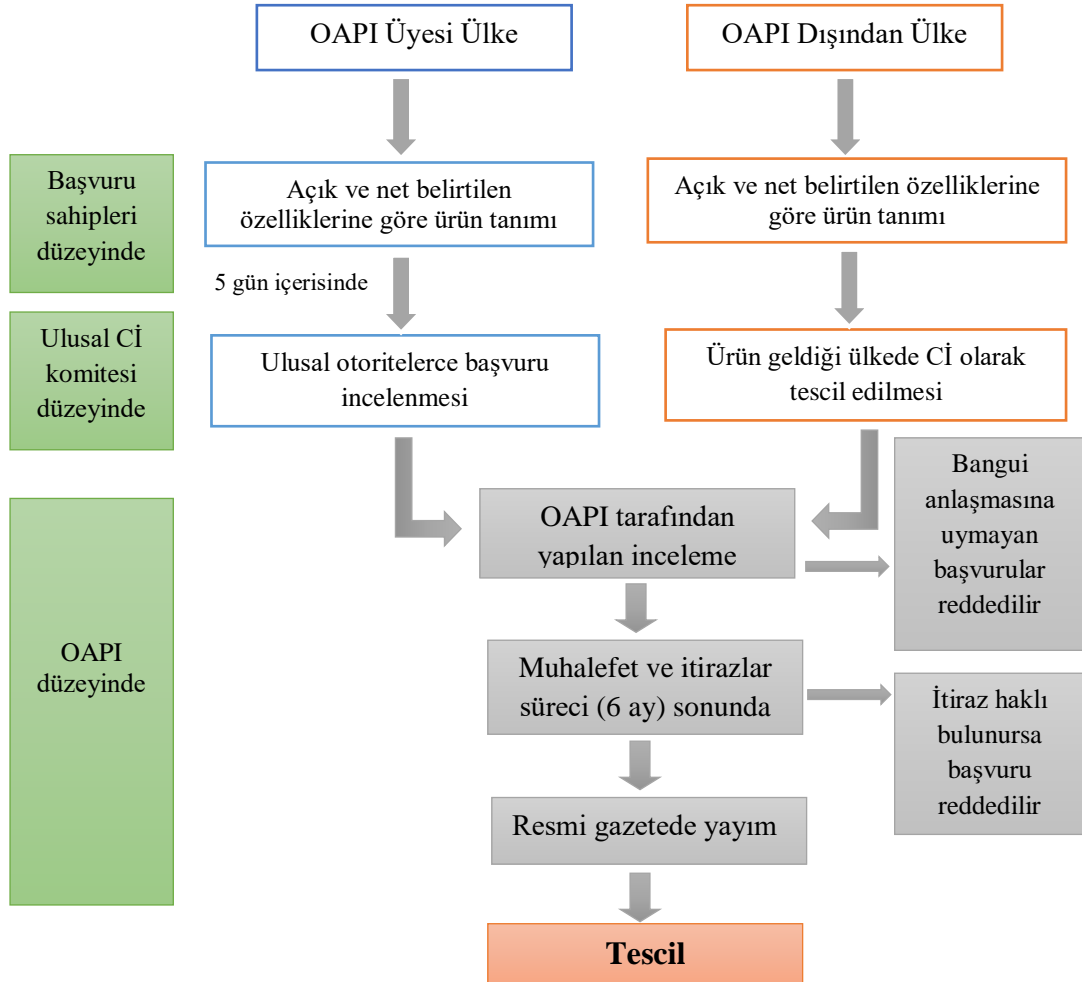 OAPI Üyesi Ülke
OAPI Dışından Ülke
Başvuru
sahipleri
düzeyinde
Açık ve net belirtilen
özelliklerine göre ürün tanımı
Açık ve net belirtilen özelliklerine
göre ürün tanımı
5 gün içerisinde
Ulusal Cİ
komitesi
düzeyinde
Ulusal otoritelerce başvuru
incelenmesi
Ürün geldiği ülkede Cİ olarak
tescil edilmesi
OAPI
düzeyinde
OAPI tarafından
yapılan inceleme
Bangui
anlaşmasına
uymayan
başvurular
reddedilir
Muhalefet ve itirazlar
süreci (6 ay) sonunda
İtiraz haklı
bulunursa
başvuru
reddedilir
Resmi gazetede yayım
Tescil